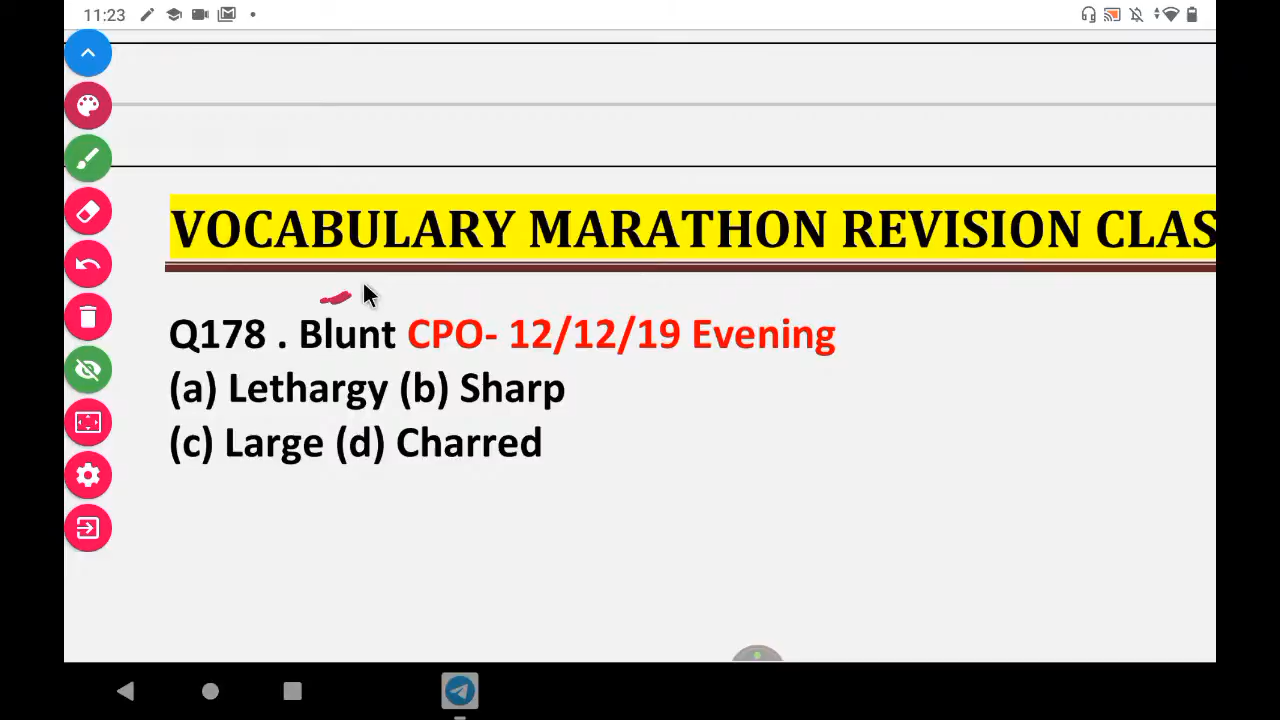 11:23
VOCABULARY MARATHON REVISION CLAS
Q178 . Blunt CPO- 12/12/19 Evening
(a) Lethargy (b) Sharp
(c) Large (d) Charred